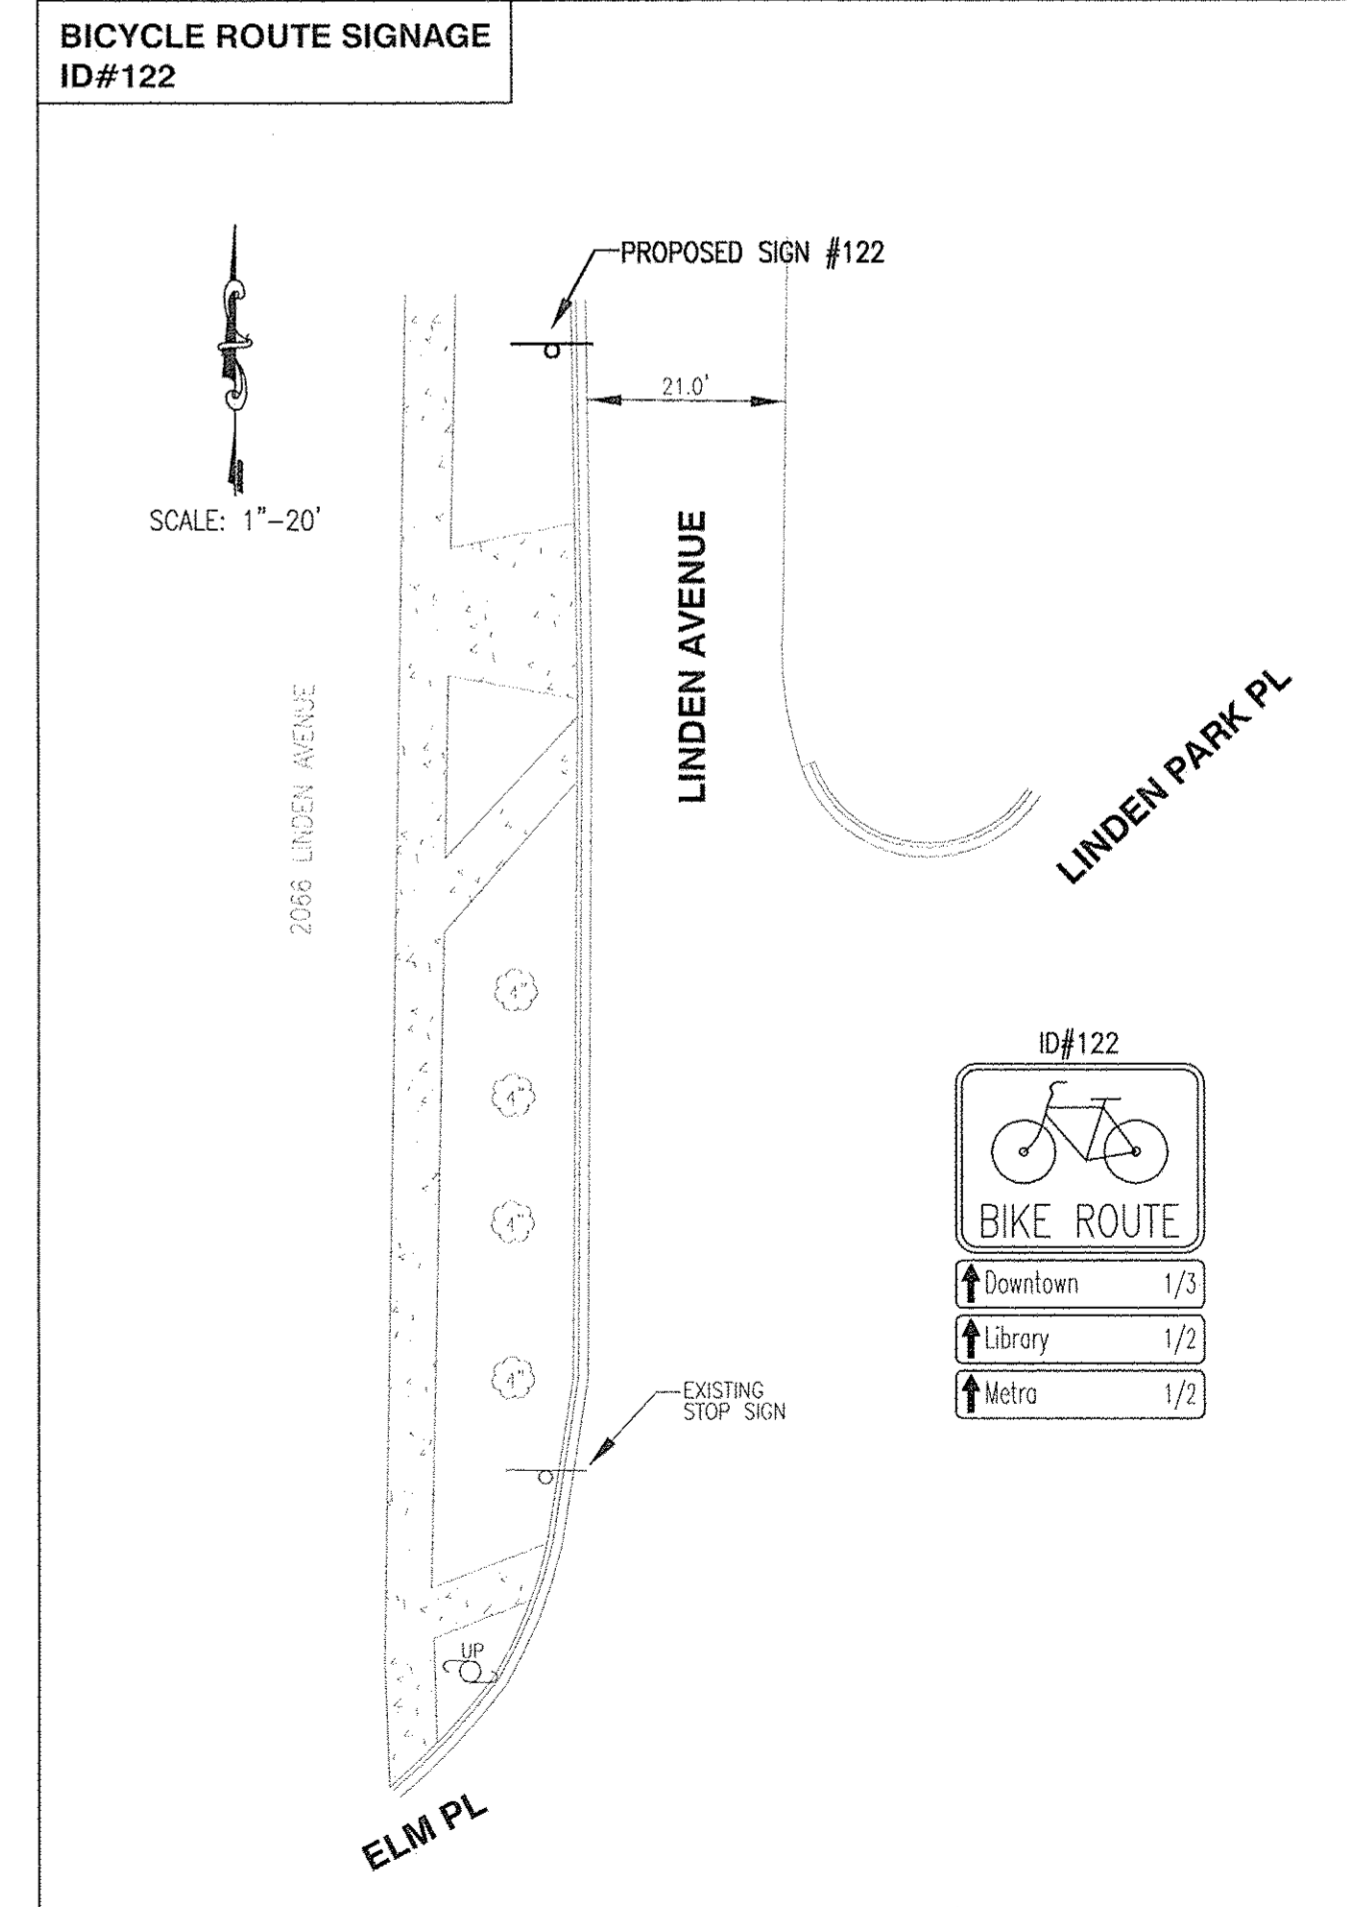 BICYCLE ROUTE SIGNAGE
ID#122
PROPOSED SIGN #122
21.0'
SCALE: 1"-20'
LINDEN AVENUE
2066 LINDEN AVENUE
LINDEN PARK PL
4"
4"
4"
4"
ID#122
BIKE ROUTE
Downtown 1/3
Library 1/2
Metra 1/2
EXISTING
STOP SIGN
UP
ELM PL